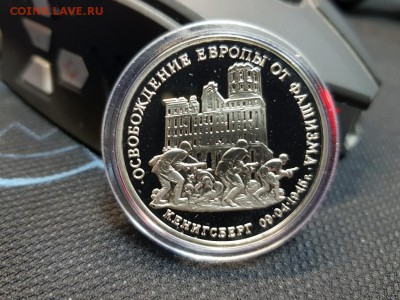 COINS.LAVE.RU
·ОСВОБОЖДЕНИЕ ЕВРОПЫ ОТ ФАШИЗМА·
КЕНИГСБЕРГ 09·04·1945г.